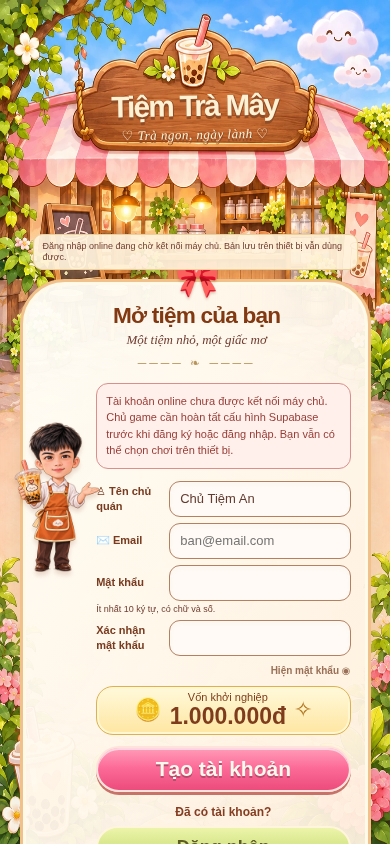 Tiệm Trà Mây
♡ Trà ngon, ngày lành ♡
Đăng nhập online đang chờ kết nối máy chủ. Bản lưu trên thiết bị vẫn dùng
được.
Mở tiệm của bạn
Một tiệm nhỏ, một giấc mơ
Tài khoản online chưa được kết nối máy chủ.
Chủ game cần hoàn tất cấu hình Supabase
trước khi đăng ký hoặc đăng nhập. Bạn vẫn có
thể chọn chơi trên thiết bị.
Tên chủ
quán
Chủ Tiệm An
Email
ban@email.com
Mật khẩu
Ít nhất 10 ký tự, có chữ và số.
Xác nhận
mật khẩu
Hiện mật khẩu
Vốn khởi nghiệp
1.000.000đ
Tạo tài khoản
Đã có tài khoản?
Đăng nhập